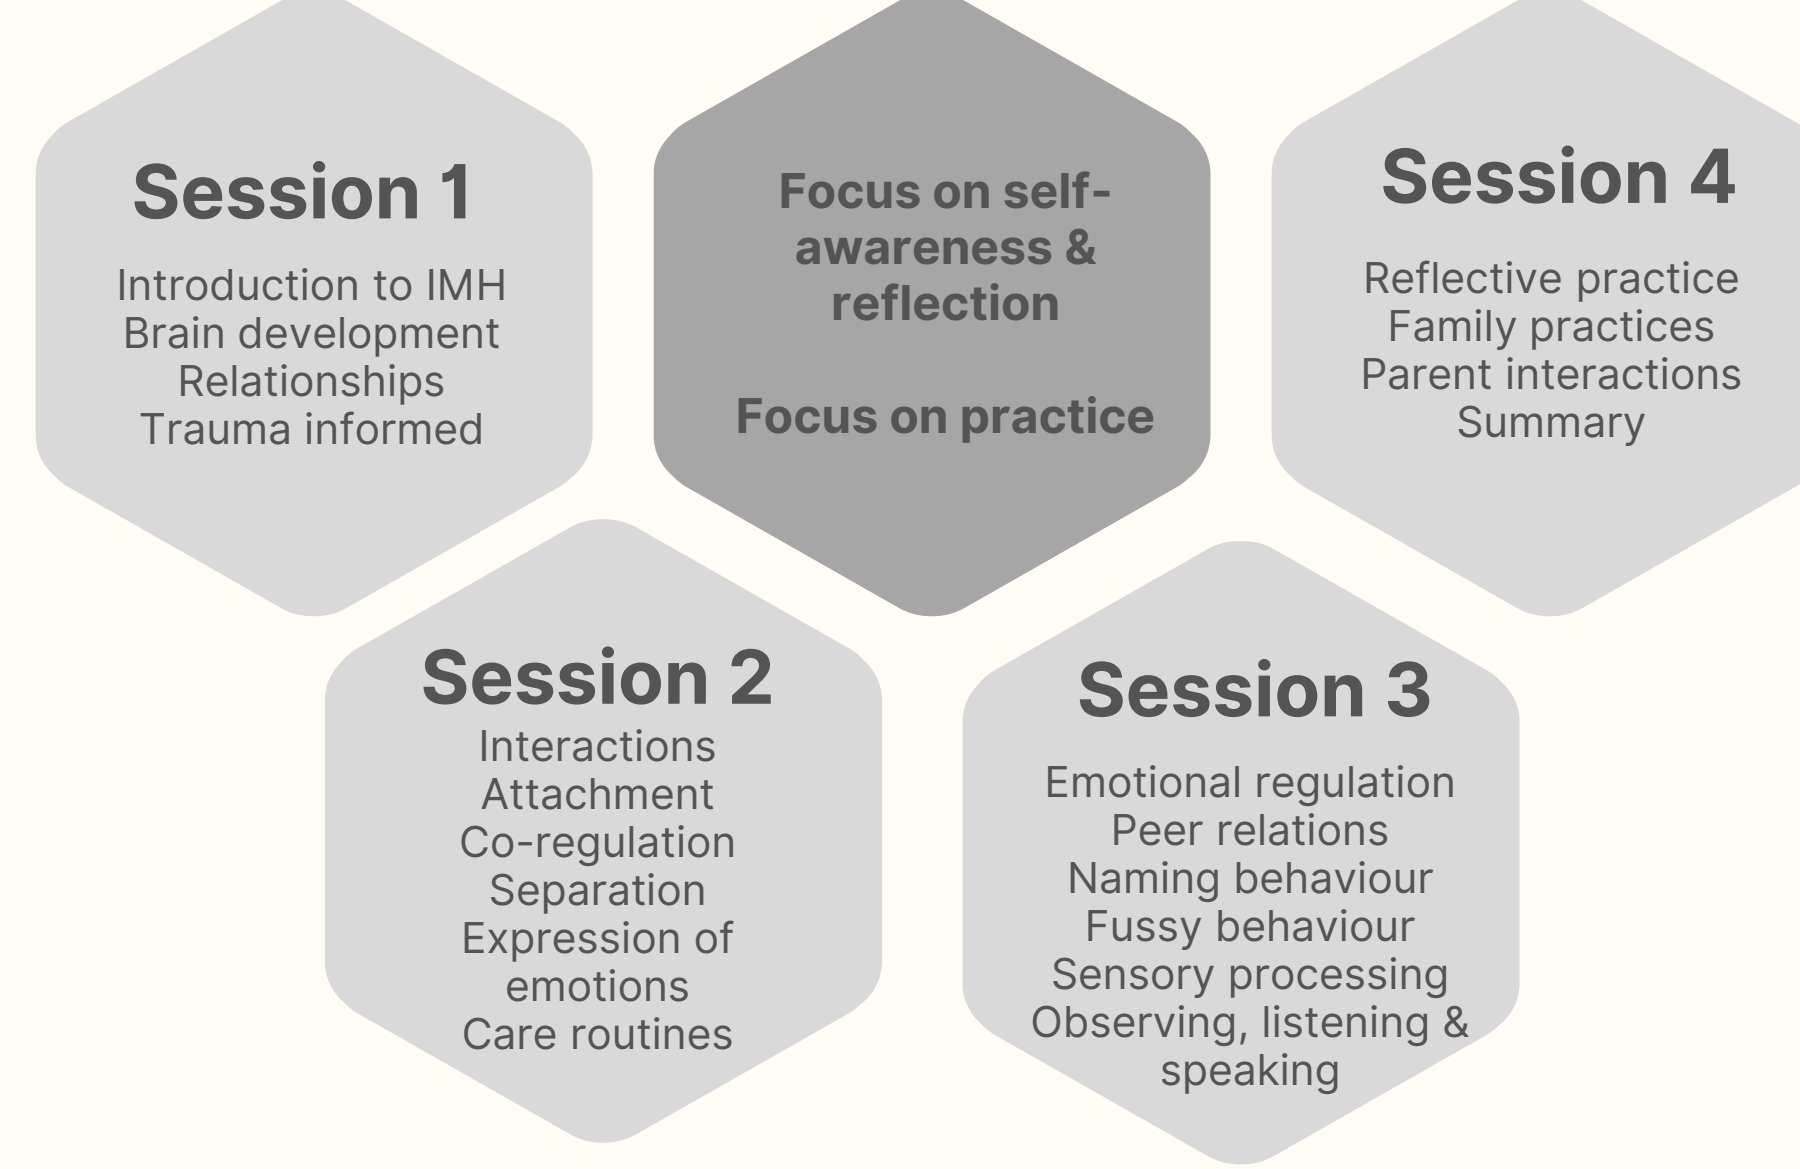 Session 1
Introduction to IMH
Brain development
Relationships
Trauma informed
Focus on self-
awareness &
reflection
Focus on practice
Session 4
Reflective practice
Family practices
Parent interactions
Summary
Session 2
Interactions
Attachment
Co-regulation
Separation
Expression of
emotions
Care routines
Session 3
Emotional regulation
Peer relations
Naming behaviour
Fussy behaviour
Sensory processing
Observing, listening &
speaking